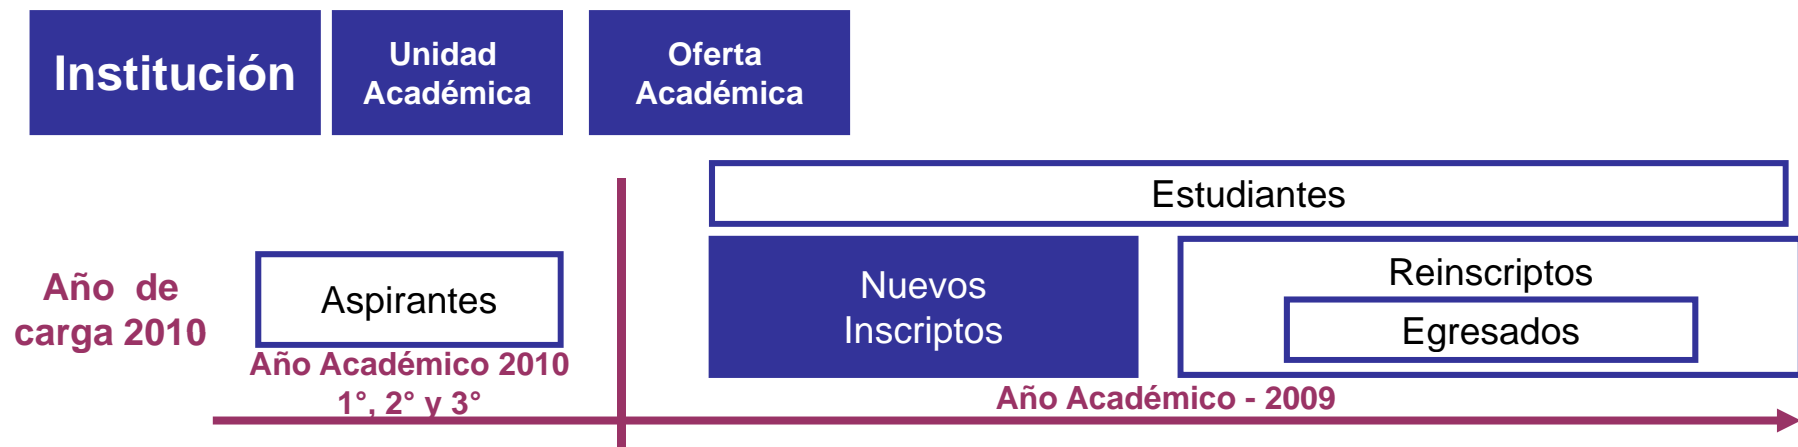 Institución
Unidad
Académica
Oferta
Académica
Estudiantes
Año de
carga 2010
Aspirantes
Nuevos
Inscriptos
Reinscriptos
Egresados
Año Académico 2010
1°, 2° y 3°
Año Académico - 2009